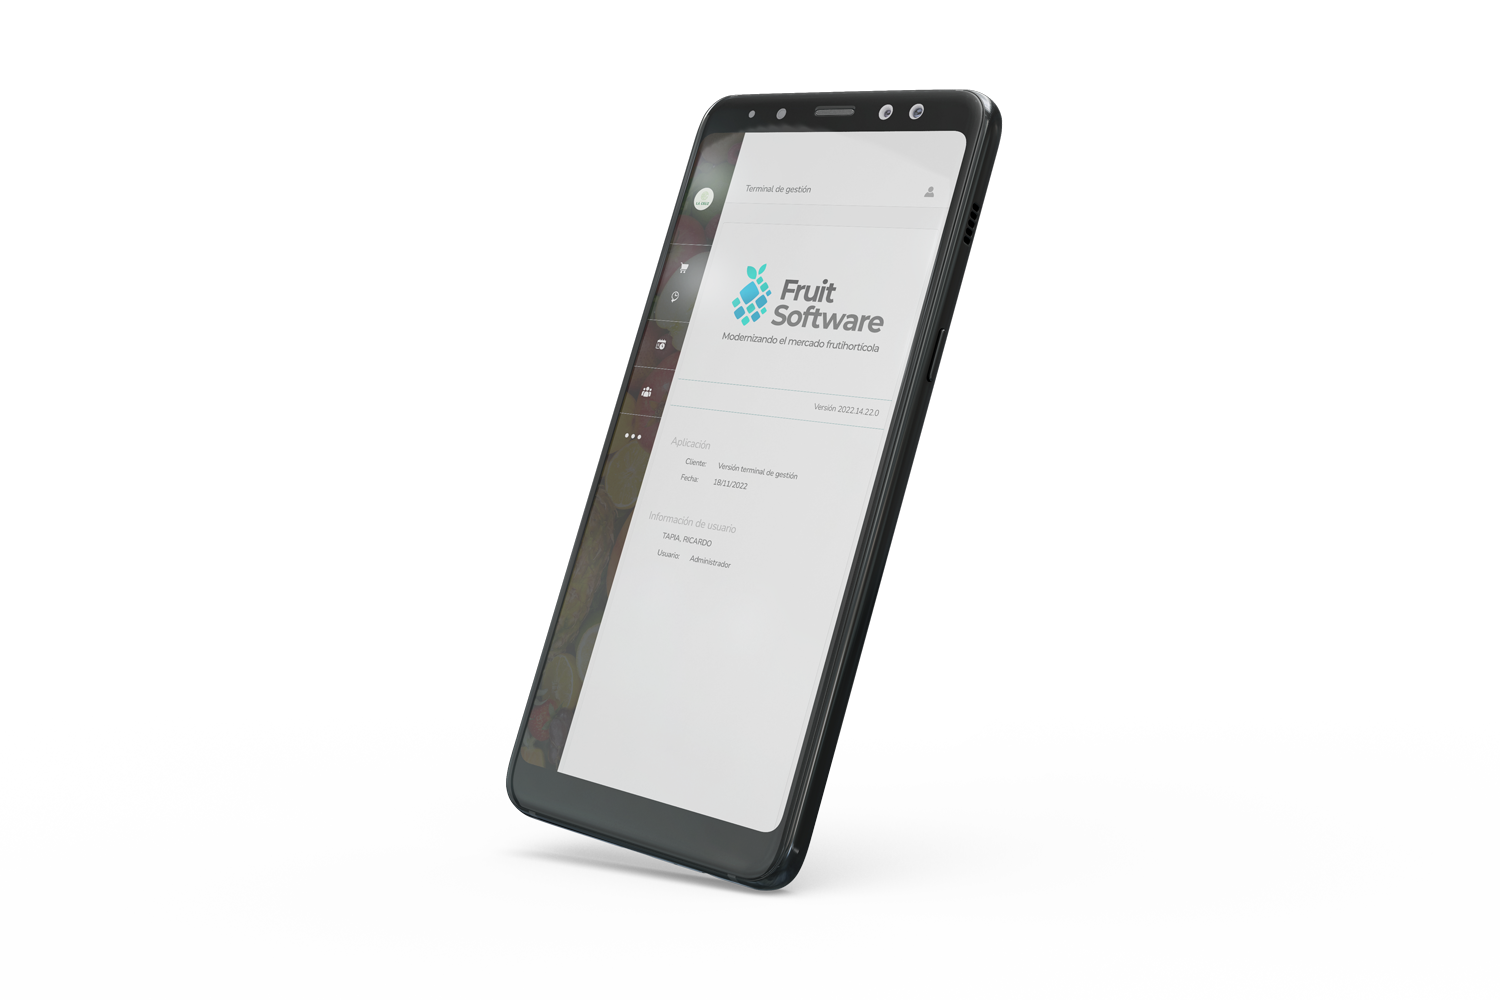 Terminal de gestión
Fruit
Software
Modernizando el mercado frutihortícola
Versión 2022.14.22.0
Aplicación
Cliente: Versión terminal de gestión
Fecha: 18/11/2022
Información de usuario
TAPIA, RICARDO
Usuario: Administrador